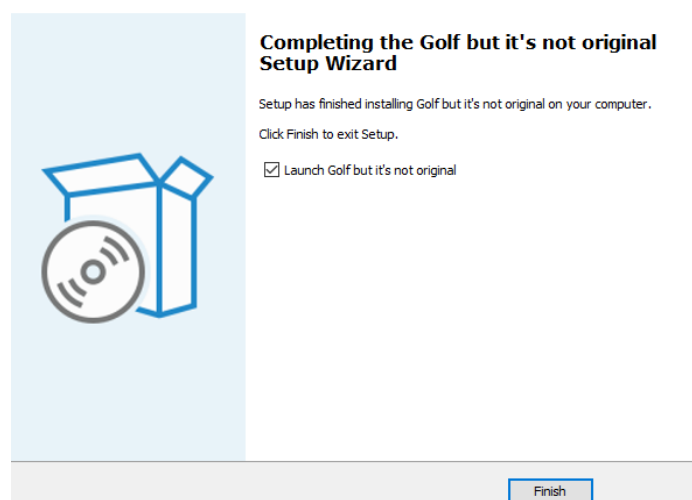 Completing the Golf but it's not original
Setup Wizard
Setup has finished installing Golf but it's not original on your computer.
Click Finish to exit Setup.
Launch Golf but it's not original
Finish